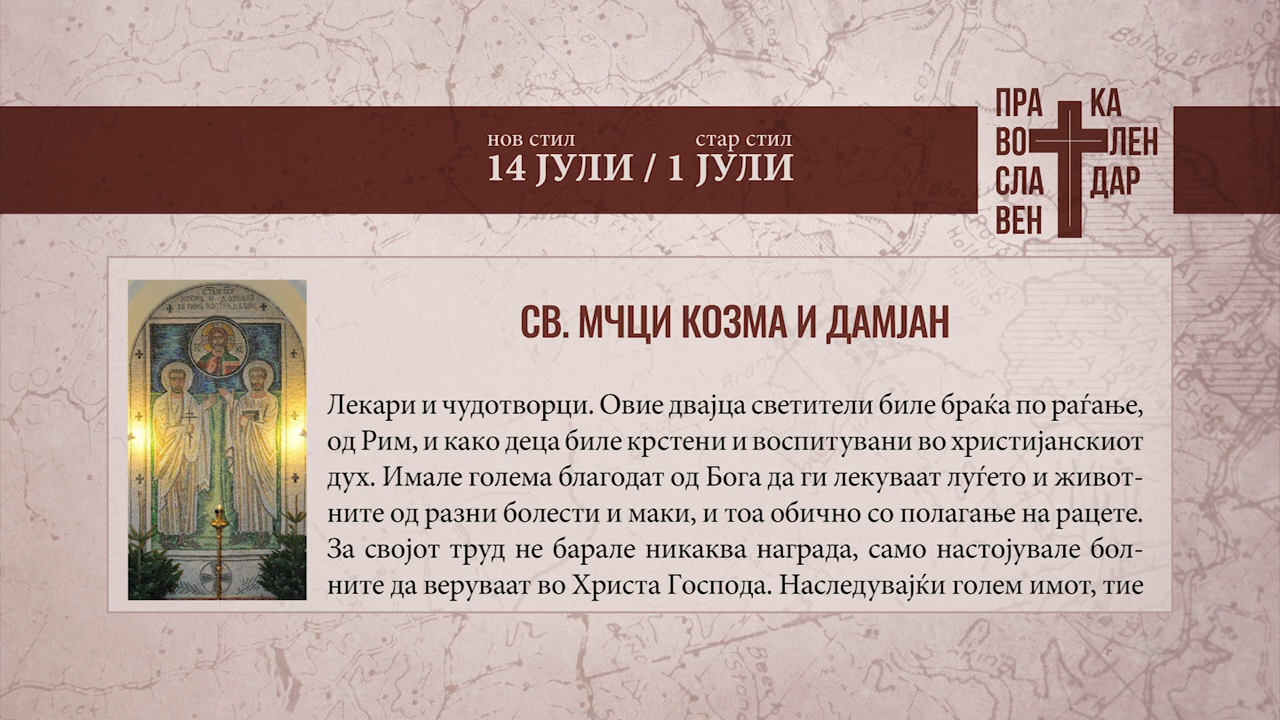 нов стил
стар стил
14 ЈУЛИ / 1 ЈУЛИ
ПРА
ВО
СЛА
ВЕН
КА
ЛЕН
ДАР
СВ. МЧЦИ КОЗМА И ДАМЈАН
Лекари и чудотворци. Овие двајца светители биле браќа по раѓање,
од Рим, и како деца биле крстени и воспитувани во христијанскиот
дух. Имале голема благодат од Бога да ги лекуваат луѓето и живот-
ните од разни болести и маки, и тоа обично со полагање на рацете.
За својот труд не барале никаква награда, само настојувале бол-
ните да веруваат во Христа Господа. Наследувајќи голем имот, тие